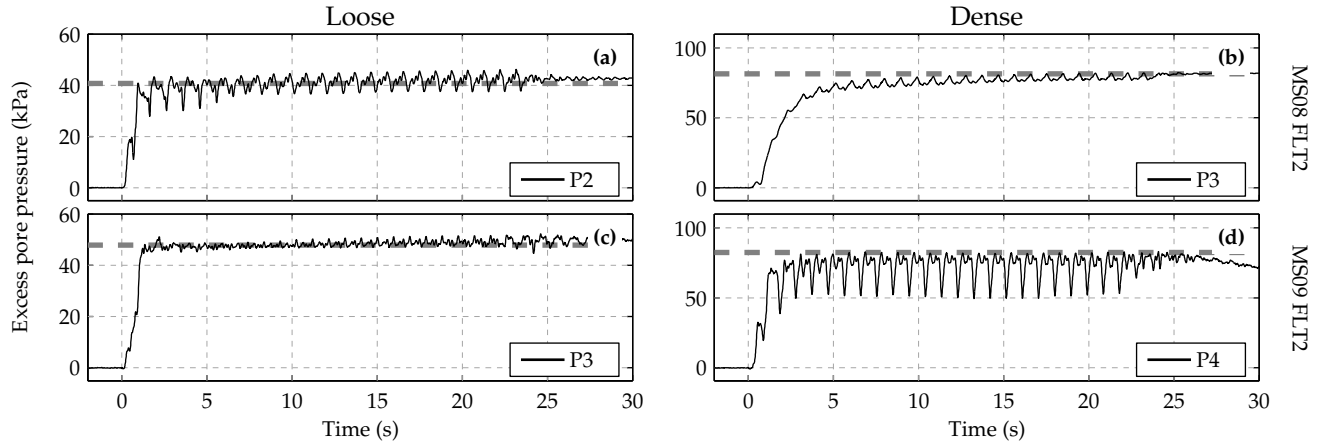 Loose
Dense
Excess pore pressure (kPa)
60
40
20
0
(a)
P2
100
50
0
(b)
P3
MS08 FLT2
60
40
20
0
(c)
P3
0 5 10 15 20 25 30
Time (s)
100
50
0
(d)
P4
0 5 10 15 20 25 30
Time (s)
MS09 FLT2